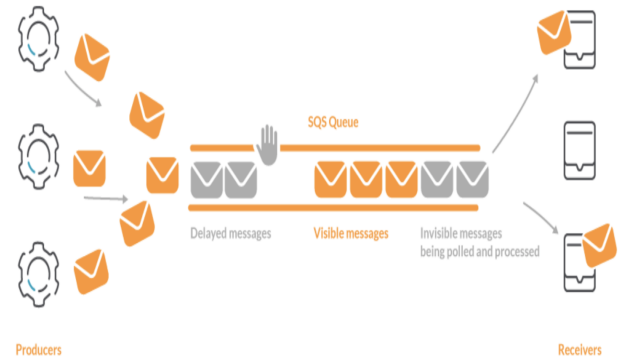 SQS Queue
Delayed messages
Visible messages
Invisible messages
being polled and processed
Producers
Receivers